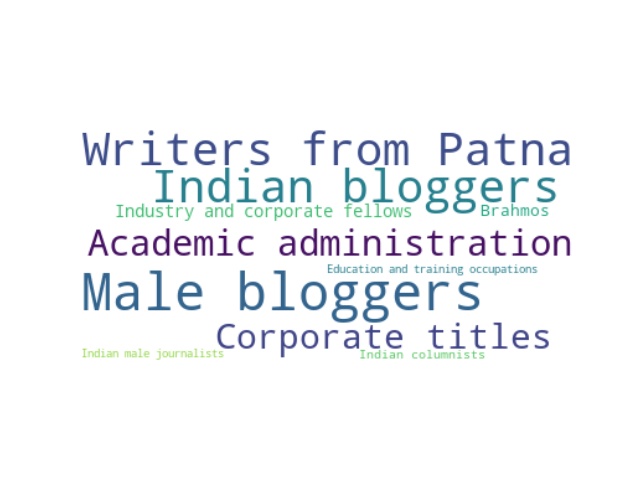 Writers from Patna
Indian bloggers
Industry and corporate fellows
Brahmos
Academic administration
Education and training occupations
Male bloggers
Corporate titles
Indian male journalists
Indian columnists